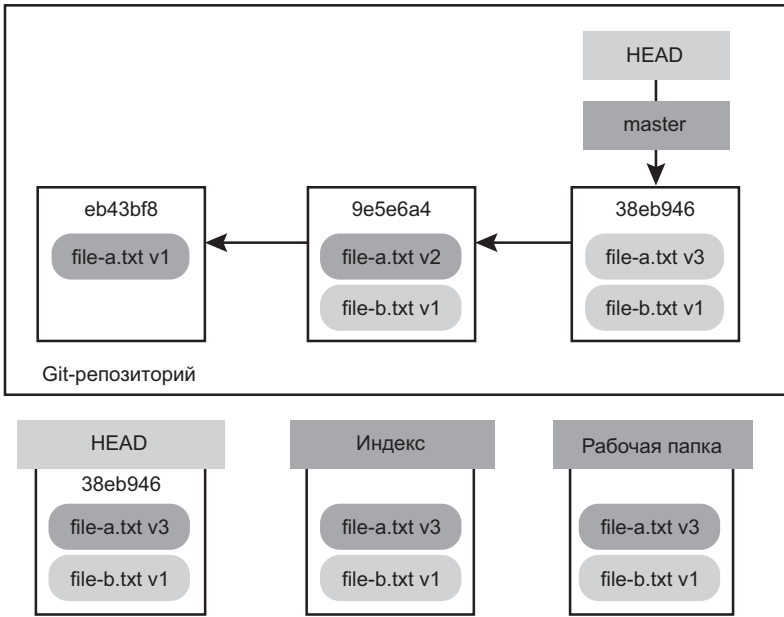 HEAD
master
eb43bf8
file-a.txt v1
9e5e6a4
file-a.txt v2
file-b.txt v1
38eb946
file-a.txt v3
file-b.txt v1
Git-репозиторий
HEAD
38eb946
file-a.txt v3
file-b.txt v1
Индекс
file-a.txt v3
file-b.txt v1
Рабочая папка
file-a.txt v3
file-b.txt v1